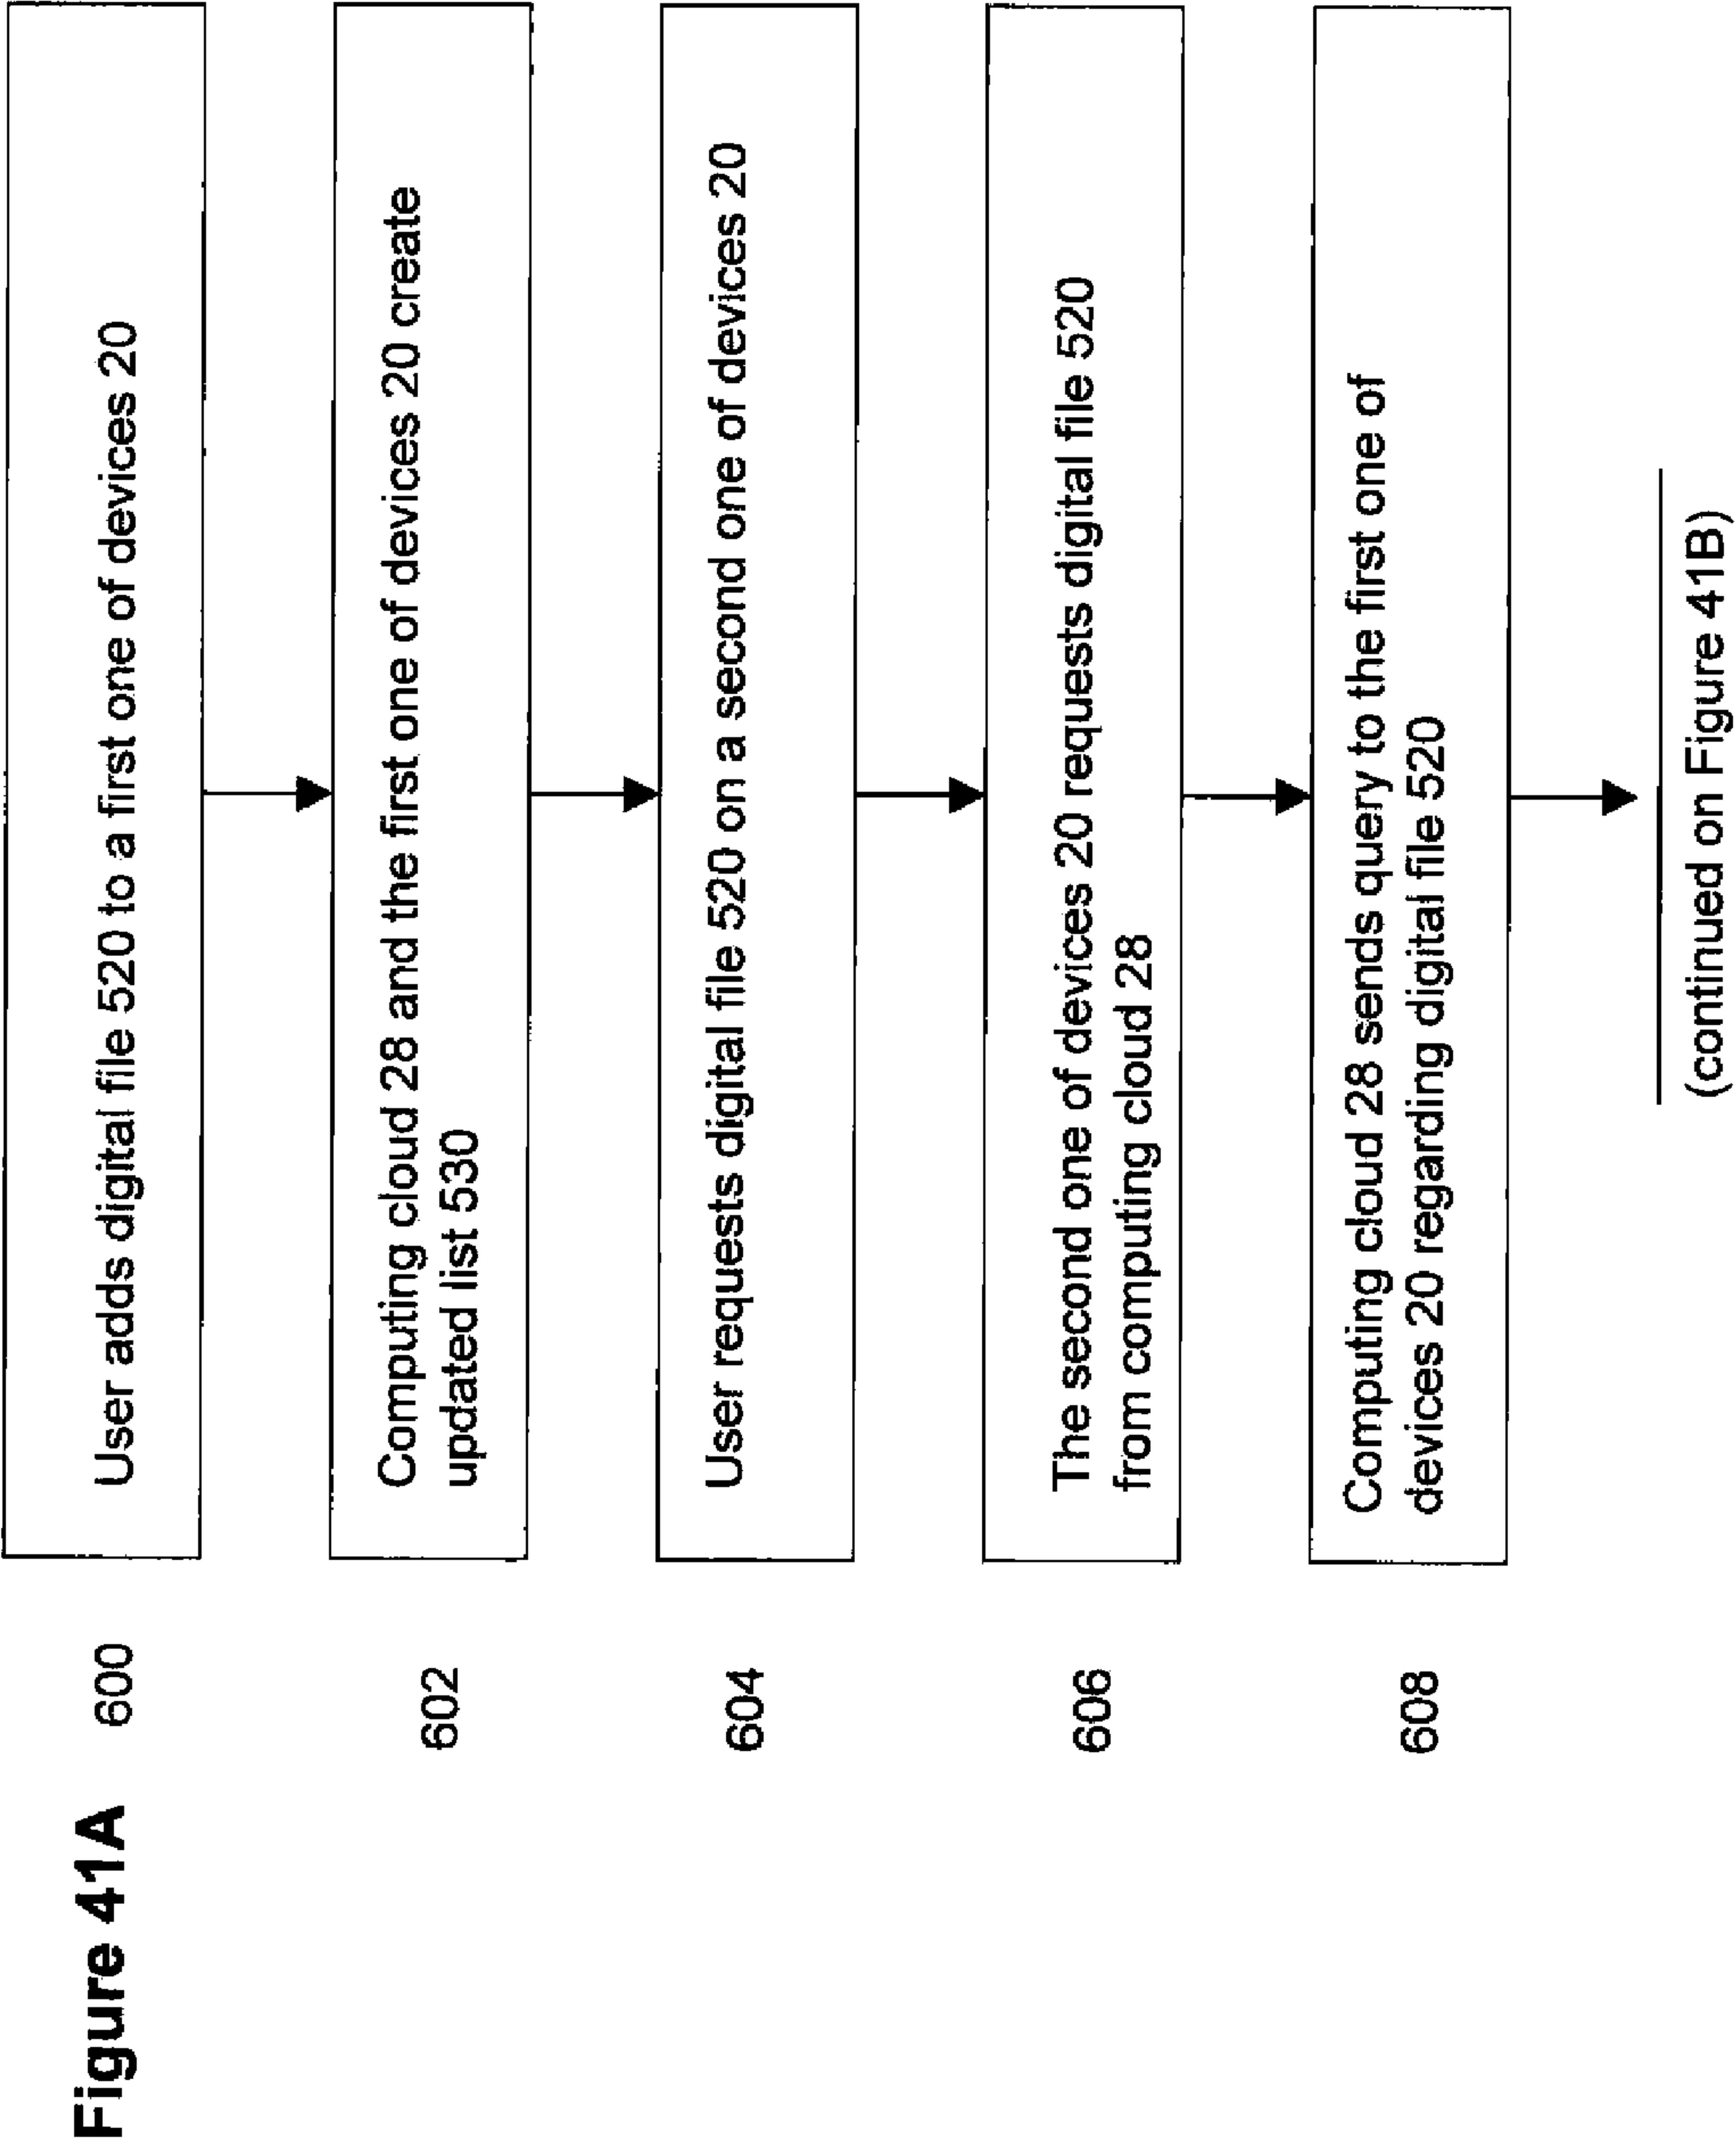 Figure 41A
600
User adds digital file 520 to a first one of devices 20
602
Computing cloud 28 and the first one of devices 20 create
updated list 530
604
User requests digital file 520 on a second one of devices 20
606
The second one of devices 20 requests digital file 520
from computing cloud 28
608
Computing cloud 28 sends query to the first one of
devices 20 regarding digital file 520
(continued on Figure 41B)